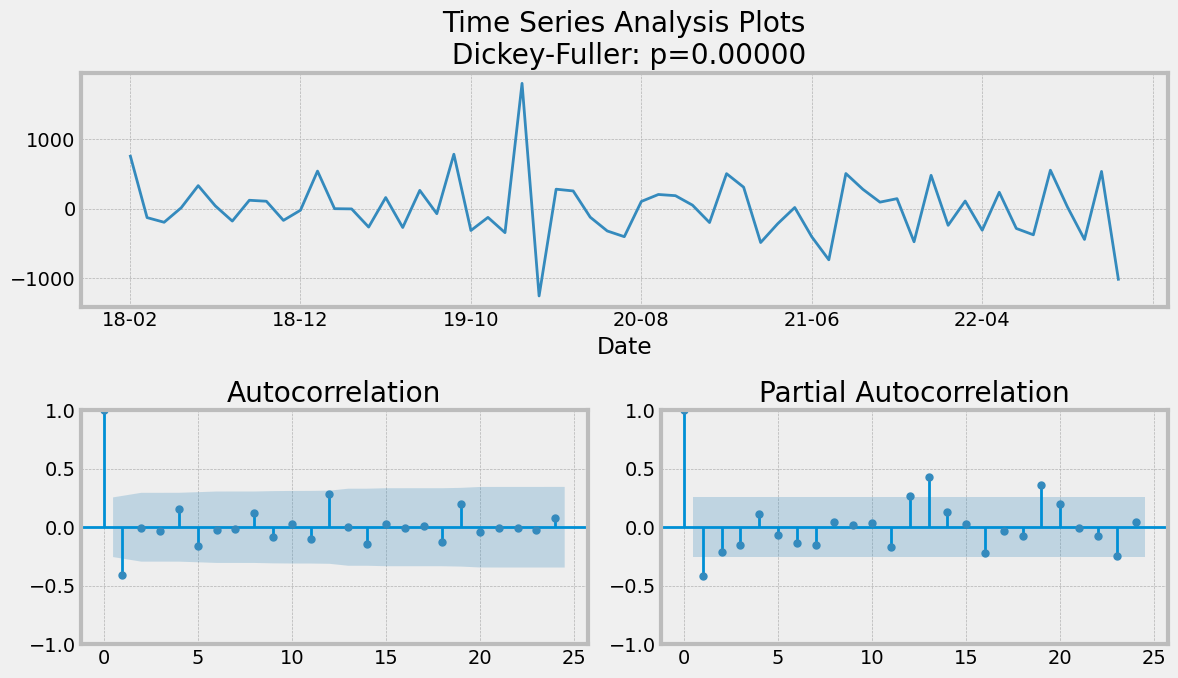 Time Series Analysis Plots
Dickey-Fuller: p=0.00000
1000
0
−1000
18-02 18-12 19-10 20-08 21-06 22-04
Date
Autocorrelation
1.0
0.5
0.0
−0.5
−1.0
0 5 10 15 20 25
Partial Autocorrelation
1.0
0.5
0.0
−0.5
−1.0
0 5 10 15 20 25